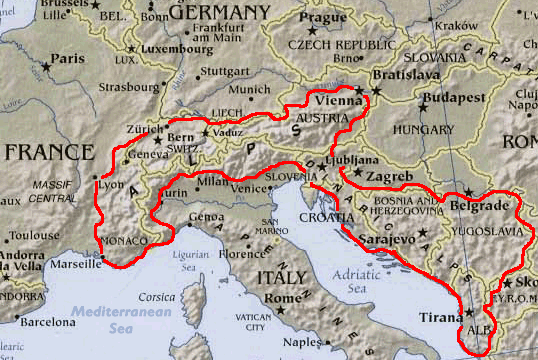 Brussels
Lille
BEL.
Bonn
GERMANY
Frankfurt
am Main
Prague
Kraków
L'v
CZECH REPUBLIC
Brno
SLOVAKIA
CARPAT
LUX.
Luxembourg
Paris
Stuttgart
Strasbourg
Munich
Vienna
Bratislava
Budapest
LIECH
Zürich
Bern
SWITZ.
Vaduz
AUSTRIA
HUNGARY
ROM
FRANCE
Geneva
ALPS
Ljubljana
SLOVENIA
Zagreb
Lyon
MASSIF
CENTRAL
Turin
Milan
Venice
CROATIA
BOSNIA AND
HERZEGOVINA
Belgrade
YUGOSLAVIA
Genoa
SAN
MARINO
DINARIC ALPS
Sarajevo
Toulouse
MONACO
Marseille
Ligurian
Sea
Florence
Andorra
la Vella
ANDORRA
ITALY
APENNINES
Adriatic
Sea
Sko
F.Y.R.O.M.
Corsica
Rome
Tirana
ALB.
Barcelona
Mediterranean
Sea
VATICAN
CITY
Naples